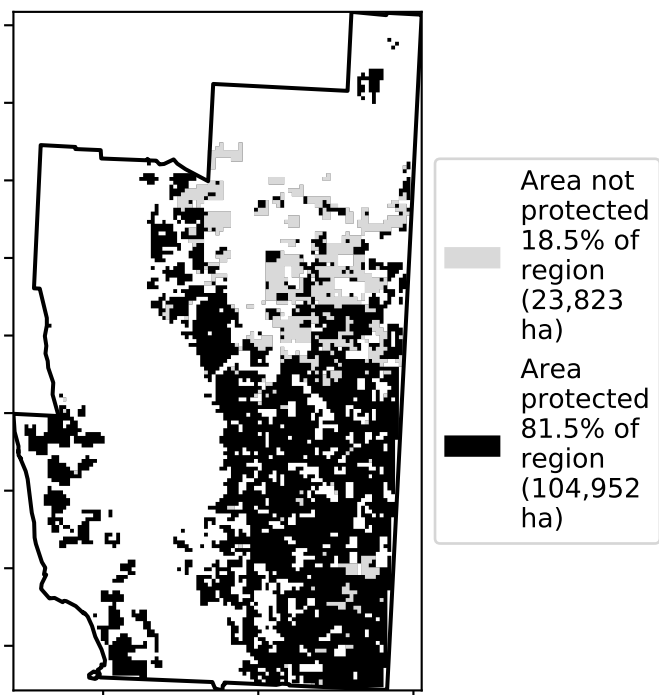 Area not
protected
18.5% of
region
(23,823
ha)
Area
protected
81.5% of
region
(104,952
ha)